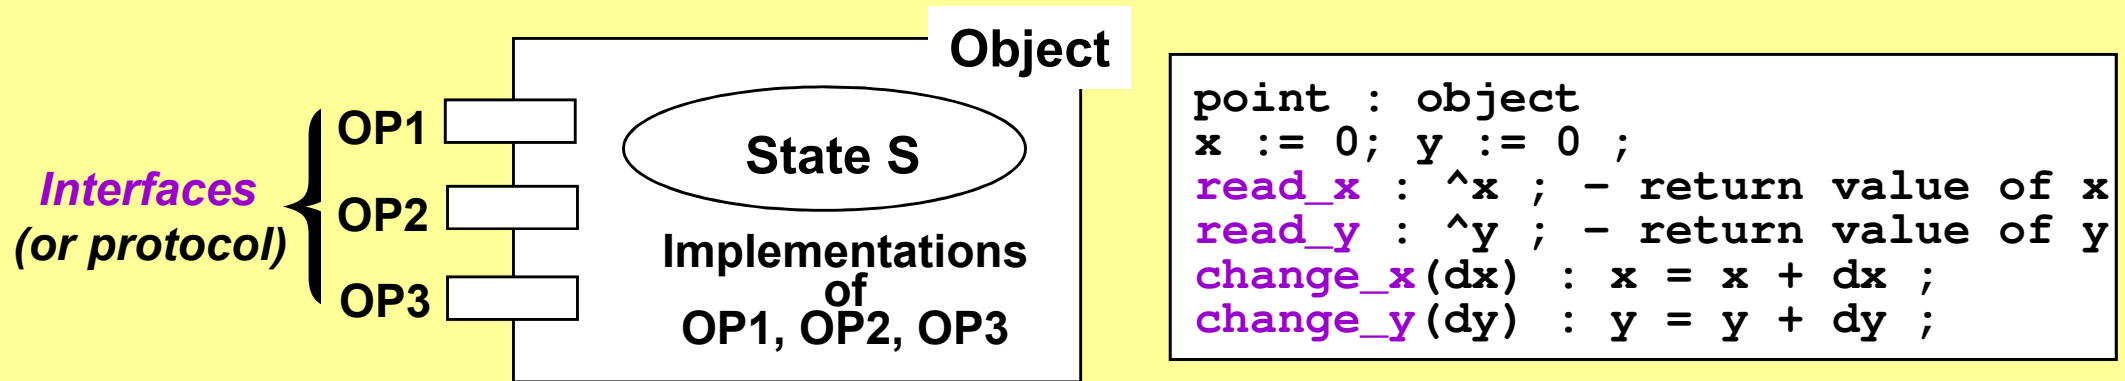 Object
Interfaces
(or protocol)
OP1
OP2
OP3
State S
Implementations
of
OP1, OP2, OP3
point : object
x := 0; y := 0 ;
read_x : ^x ; – return value of x
read_y : ^y ; – return value of y
change_x(dx) : x = x + dx ;
change_y(dy) : y = y + dy ;